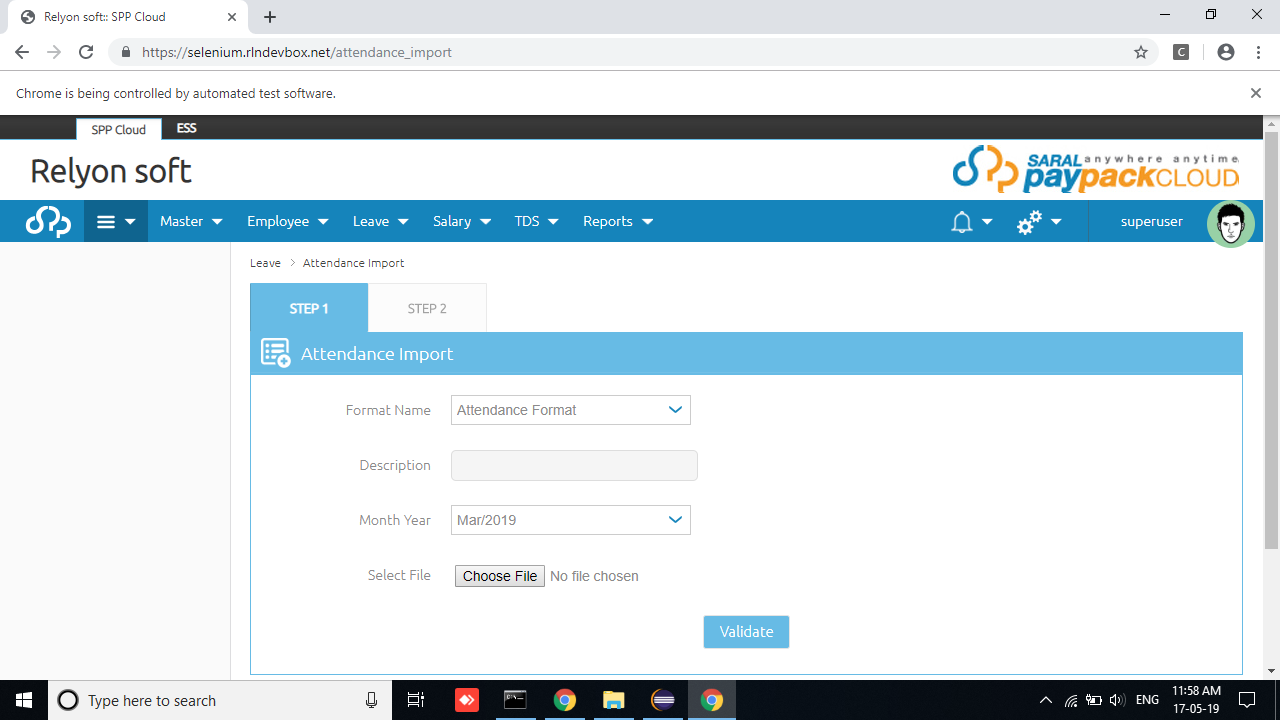 Relyon soft:: SPP Cloud
https://selenium.rlndevbox.net/attendance_import
C
Chrome is being controlled by automated test software.
SPP Cloud ESS
Relyon soft
SARAL anywhere anytime
paypackCLOUD
Master Employee Leave Salary TDS Reports superuser
Leave > Attendance Import
STEP 1 STEP 2
Attendance Import
Format Name Attendance Format
Description
Month Year Mar/2019
Select File Choose File No file chosen
Validate
Type here to search
ENG
11:58 AM
17-05-19